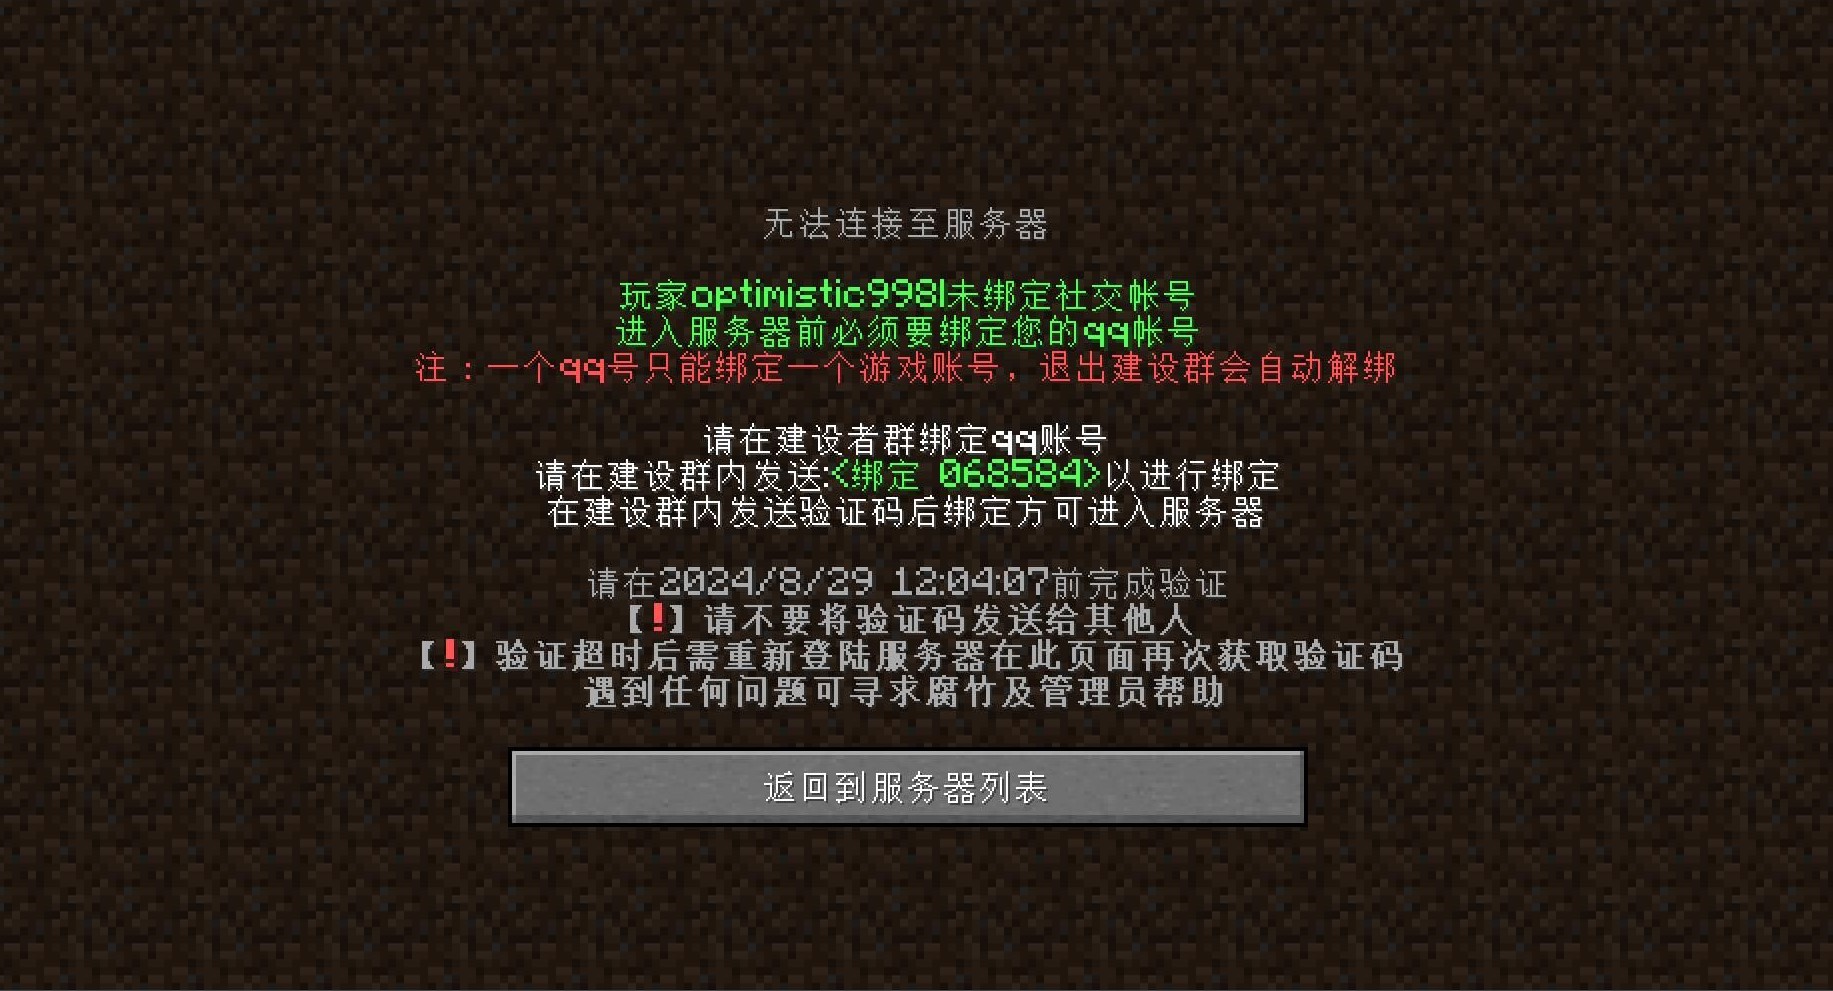 无法连接至服务器
玩家optimistic998l未绑定社交帐号
进入服务器前必须要绑定您的qq帐号
注：一个qq号只能绑定一个游戏账号，退出建设群会自动解绑
请在建设者群绑定qq账号
请在建设群内发送:<绑定 068584>以进行绑定
在建设群内发送验证码后绑定方可进入服务器
请在2024/8/29 12:04:07前完成验证
【!】请不要将验证码发送给其他人
【!】验证超时后需重新登陆服务器在此页面再次获取验证码
遇到任何问题可寻求腐竹及管理员帮助
返回到服务器列表